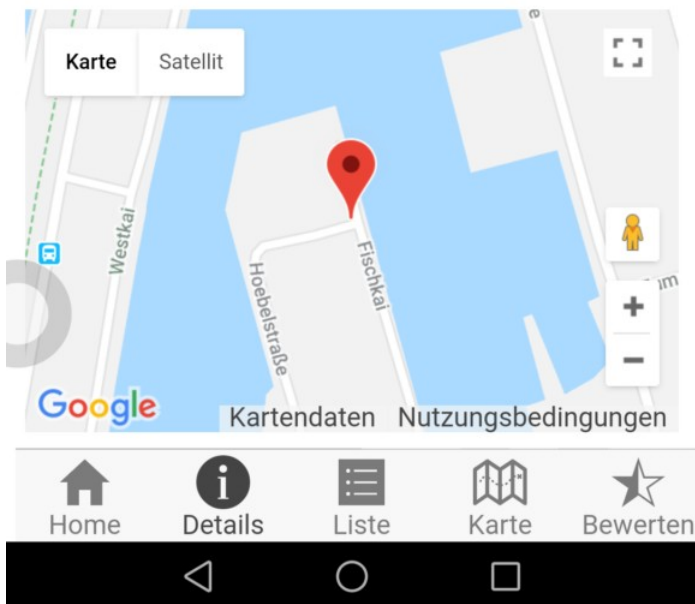 Karte Satellit
Westkai
Hoebelstraße
Fischkai
Google
Kartendaten Nutzungsbedingungen
Home Details Liste Karte Bewerten